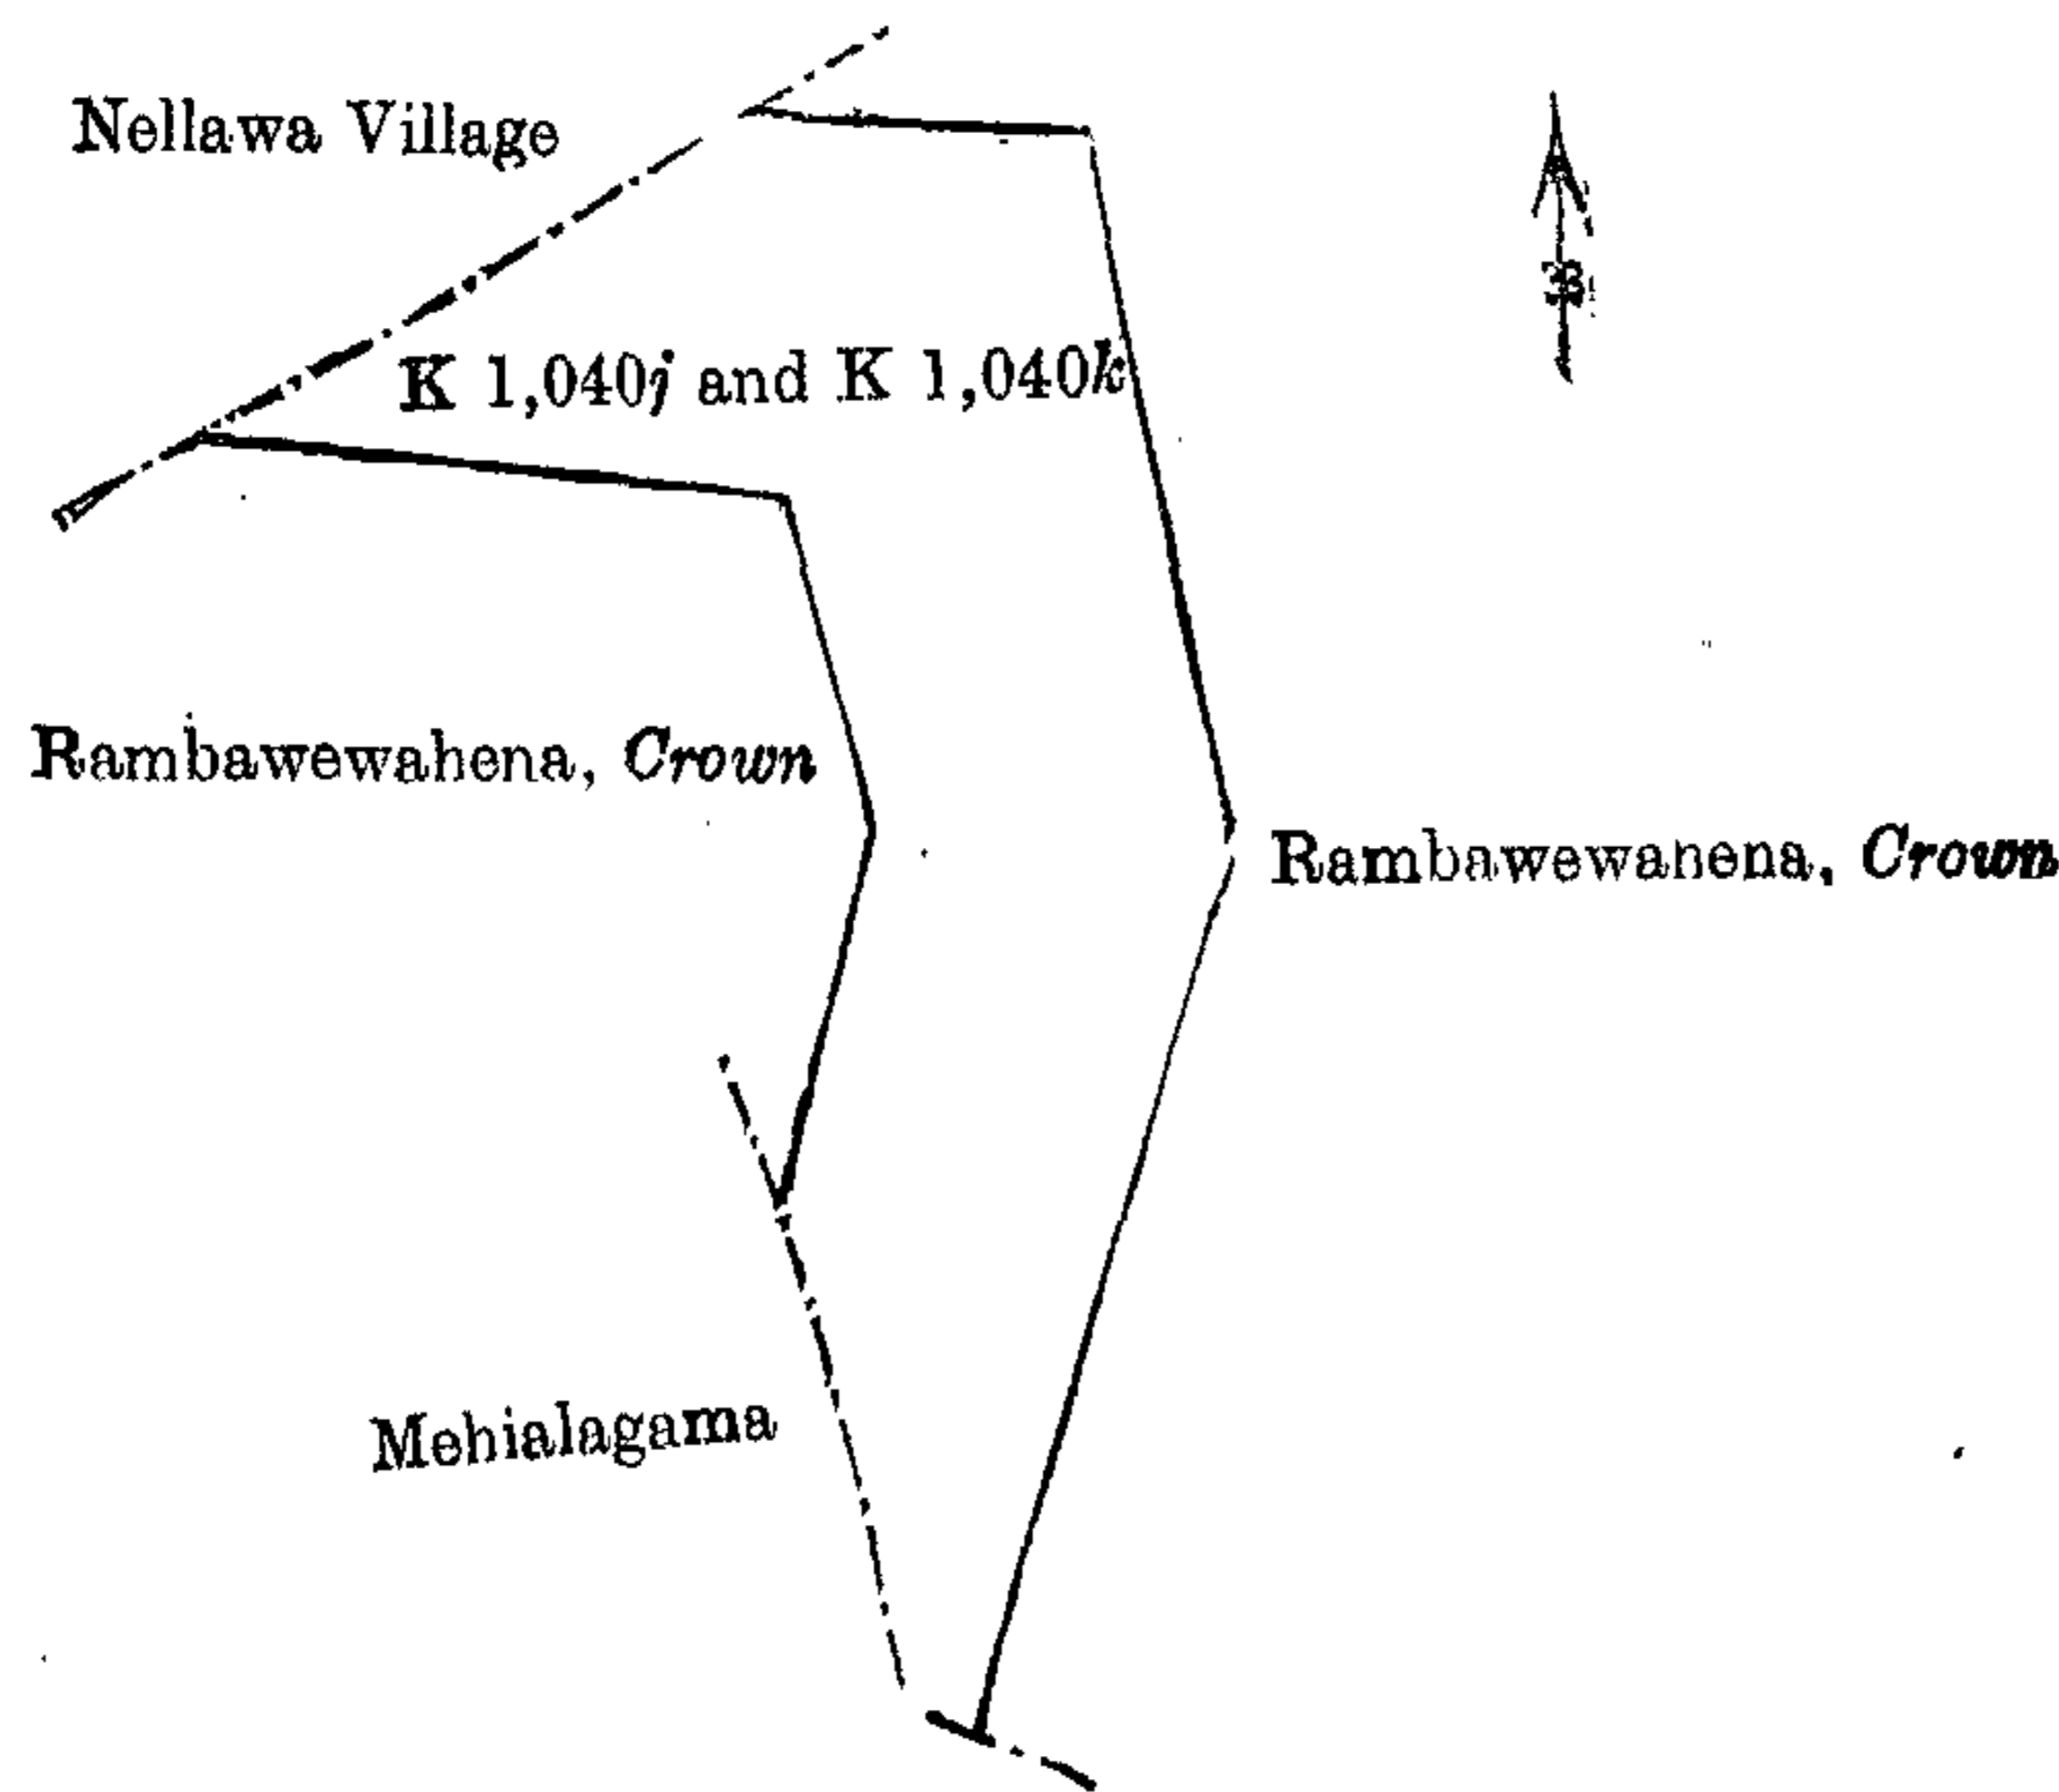 Nellawa Village
K 1,040j and K 1,040k
Rambawewahena, Crown
Rambawewahena, Crown
Mehialagama